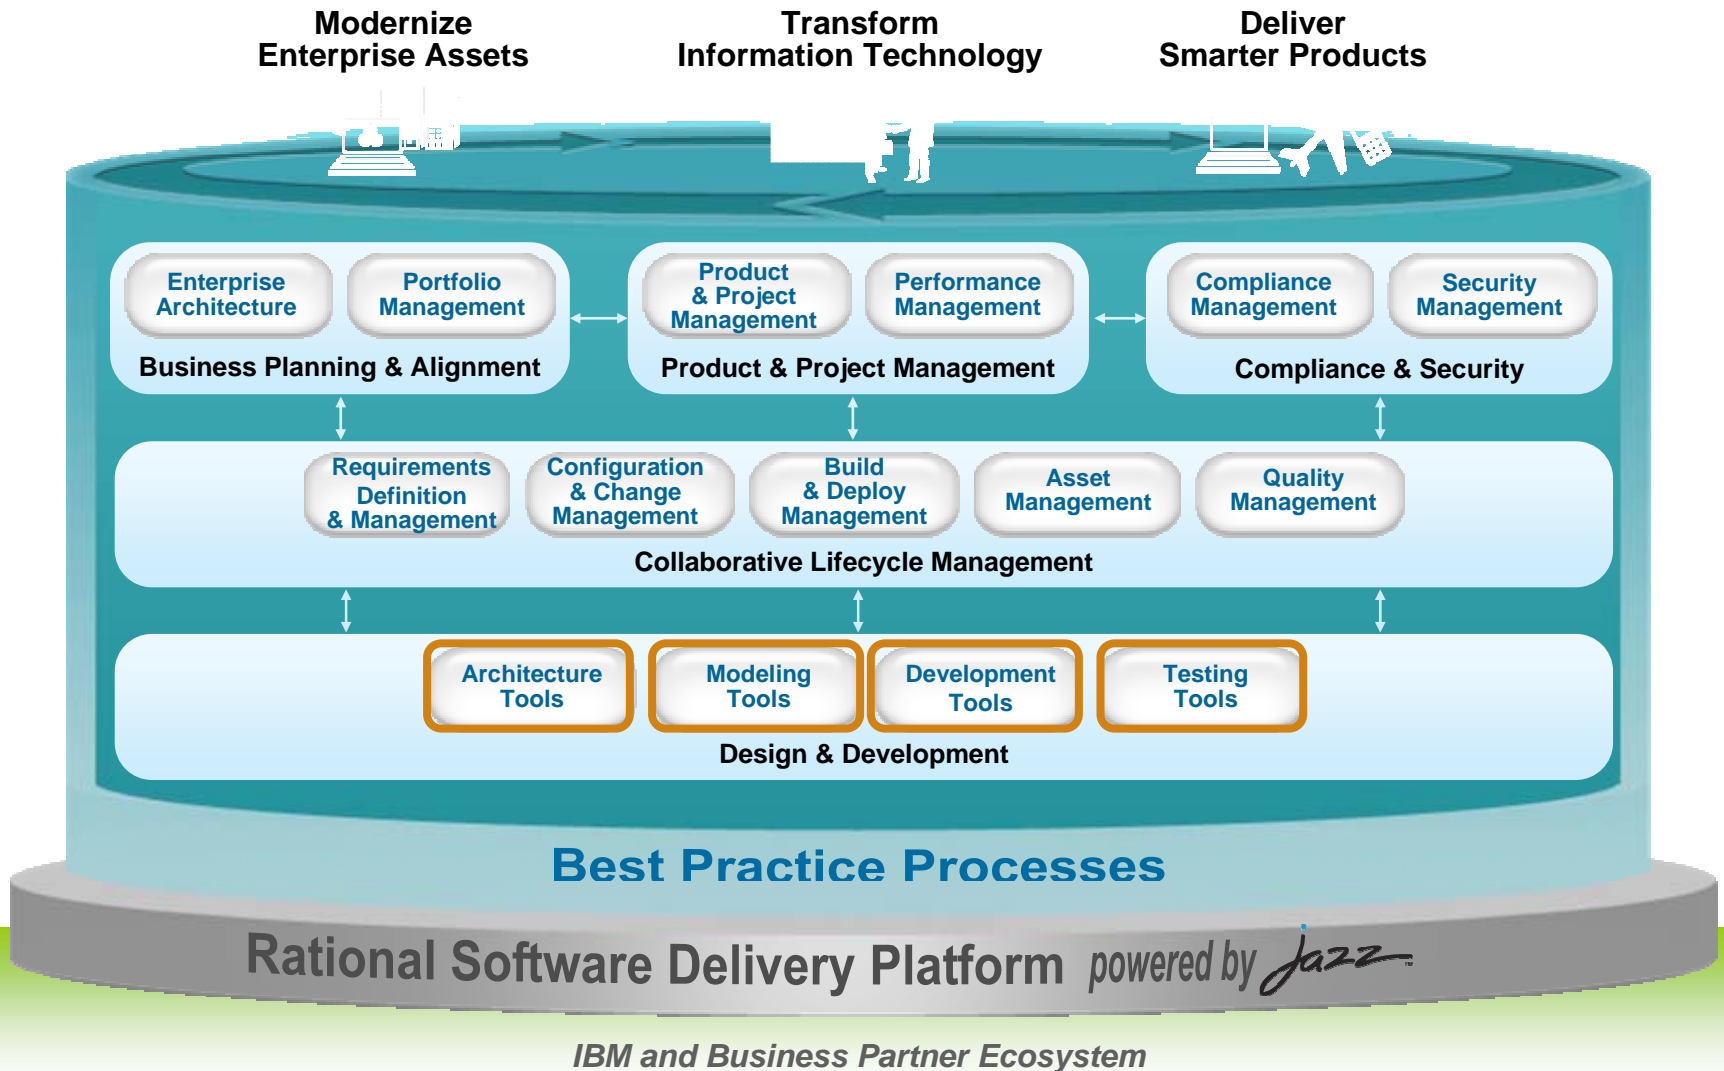 Modernize
Enterprise Assets
Transform
Information Technology
Deliver
Smarter Products
Enterprise
Architecture
Portfolio
Management
Business Planning & Alignment
Product
& Project
Management
Performance
Management
Product & Project Management
Compliance
Management
Security
Management
Compliance & Security
Requirements
Definition
& Management
Configuration
& Change
Management
Build
& Deploy
Management
Asset
Management
Quality
Management
Collaborative Lifecycle Management
Architecture
Tools
Modeling
Tools
Development
Tools
Testing
Tools
Design & Development
Best Practice Processes
Rational Software Delivery Platform powered by Jazz™
IBM and Business Partner Ecosystem